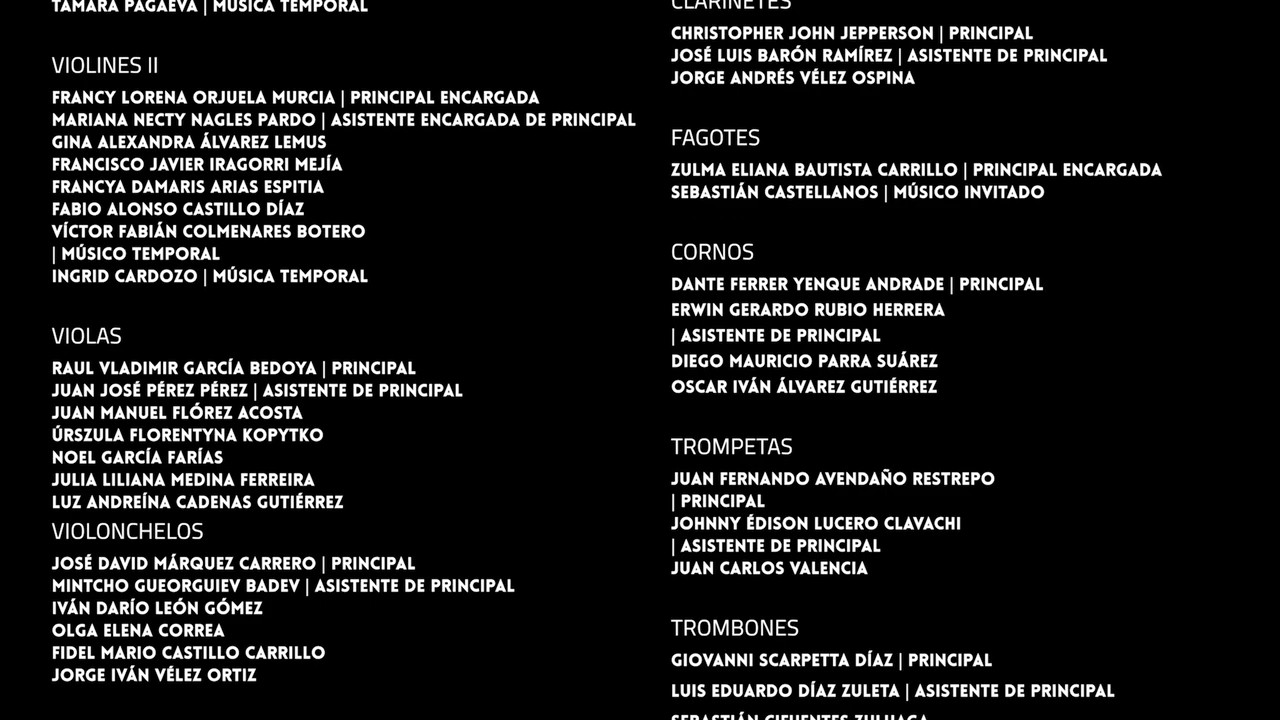 TAMARA PAGAEVA | MÚSICA TEMPORAL
VIOLINES II
FRANCY LORENA ORJUELA MURCIA | PRINCIPAL ENCARGADA
MARIANA NECTY NAGLES PARDO | ASISTENTE ENCARGADA DE PRINCIPAL
GINA ALEXANDRA ÁLVAREZ LEMUS
FRANCISCO JAVIER IRAGORRI MEJÍA
FRANCYA DAMARIS ARIAS ESPITIA
FABIO ALONSO CASTILLO DÍAZ
VÍCTOR FABIÁN COLMENARES BOTERO
| MÚSICO TEMPORAL
INGRID CARDOZO | MÚSICA TEMPORAL
VIOLAS
RAUL VLADIMIR GARCÍA BEDOYA | PRINCIPAL
JUAN JOSÉ PÉREZ PÉREZ | ASISTENTE DE PRINCIPAL
JUAN MANUEL FLÓREZ ACOSTA
ÚRSZULA FLORENTYNA KOPYTKO
NOEL GARCÍA FARÍAS
JULIA LILIANA MEDINA FERREIRA
LUZ ANDREÍNA CADENAS GUTIÉRREZ
VIOLONCHELOS
JOSÉ DAVID MÁRQUEZ CARRERO | PRINCIPAL
MINTCHO GUEORGUIEV BADEV | ASISTENTE DE PRINCIPAL
IVÁN DARÍO LEÓN GÓMEZ
OLGA ELENA CORREA
FIDEL MARIO CASTILLO CARRILLO
JORGE IVÁN VÉLEZ ORTIZ
CLARINETES
CHRISTOPHER JOHN JEPPERSON | PRINCIPAL
JOSÉ LUIS BARÓN RAMÍREZ | ASISTENTE DE PRINCIPAL
JORGE ANDRÉS VÉLEZ OSPINA
FAGOTES
ZULMA ELIANA BAUTISTA CARRILLO | PRINCIPAL ENCARGADA
SEBASTIÁN CASTELLANOS | MÚSICO INVITADO
CORNOS
DANTE FERRER YENQUE ANDRADE | PRINCIPAL
ERWIN GERARDO RUBIO HERRERA
| ASISTENTE DE PRINCIPAL
DIEGO MAURICIO PARRA SUÁREZ
OSCAR IVÁN ÁLVAREZ GUTIÉRREZ
TROMPETAS
JUAN FERNANDO AVENDAÑO RESTREPO
| PRINCIPAL
JOHNNY ÉDISON LUCERO CLAVACHI
| ASISTENTE DE PRINCIPAL
JUAN CARLOS VALENCIA
TROMBONES
GIOVANNI SCARPETTA DÍAZ | PRINCIPAL
LUIS EDUARDO DÍAZ ZULETA | ASISTENTE DE PRINCIPAL
SEBASTIÁN CIFUENTES ZULUAGA